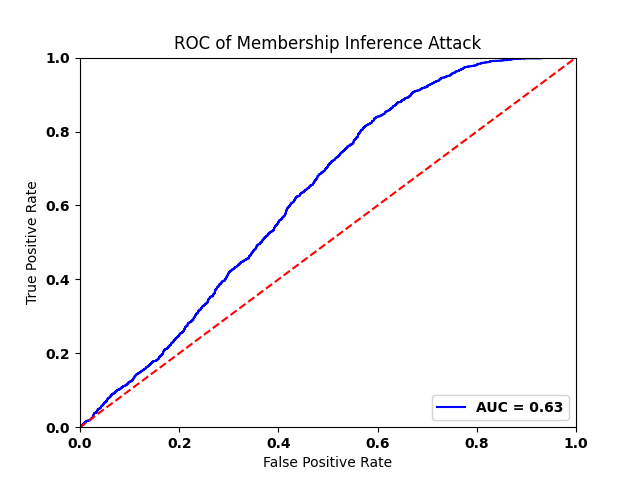 ROC of Membership Inference Attack
1.0
0.8
0.6
0.4
0.2
0.0
True Positive Rate
AUC = 0.63
0.0 0.2 0.4 0.6 0.8 1.0
False Positive Rate